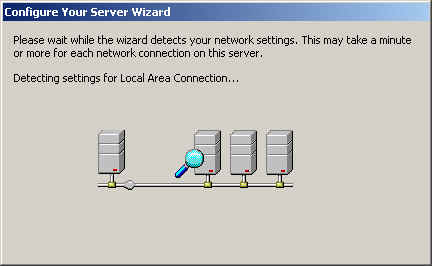 Configure Your Server Wizard
Please wait while the wizard detects your network settings. This may take a minute
or more for each network connection on this server.
Detecting settings for Local Area Connection...